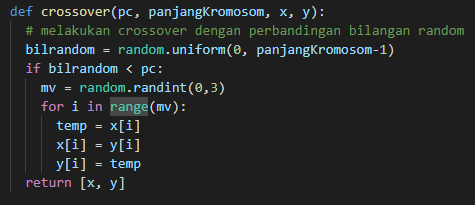 def crossover(pc, panjangKromosom, x, y):
  # melakukan crossover dengan perbandingan bilangan random
  bilrandom = random.uniform(0, panjangKromosom-1)
  if bilrandom < pc:
    mv = random.randint(0,3)
    for i in range(mv):
      temp = x[i]
      x[i] = y[i]
      y[i] = temp
  return [x, y]